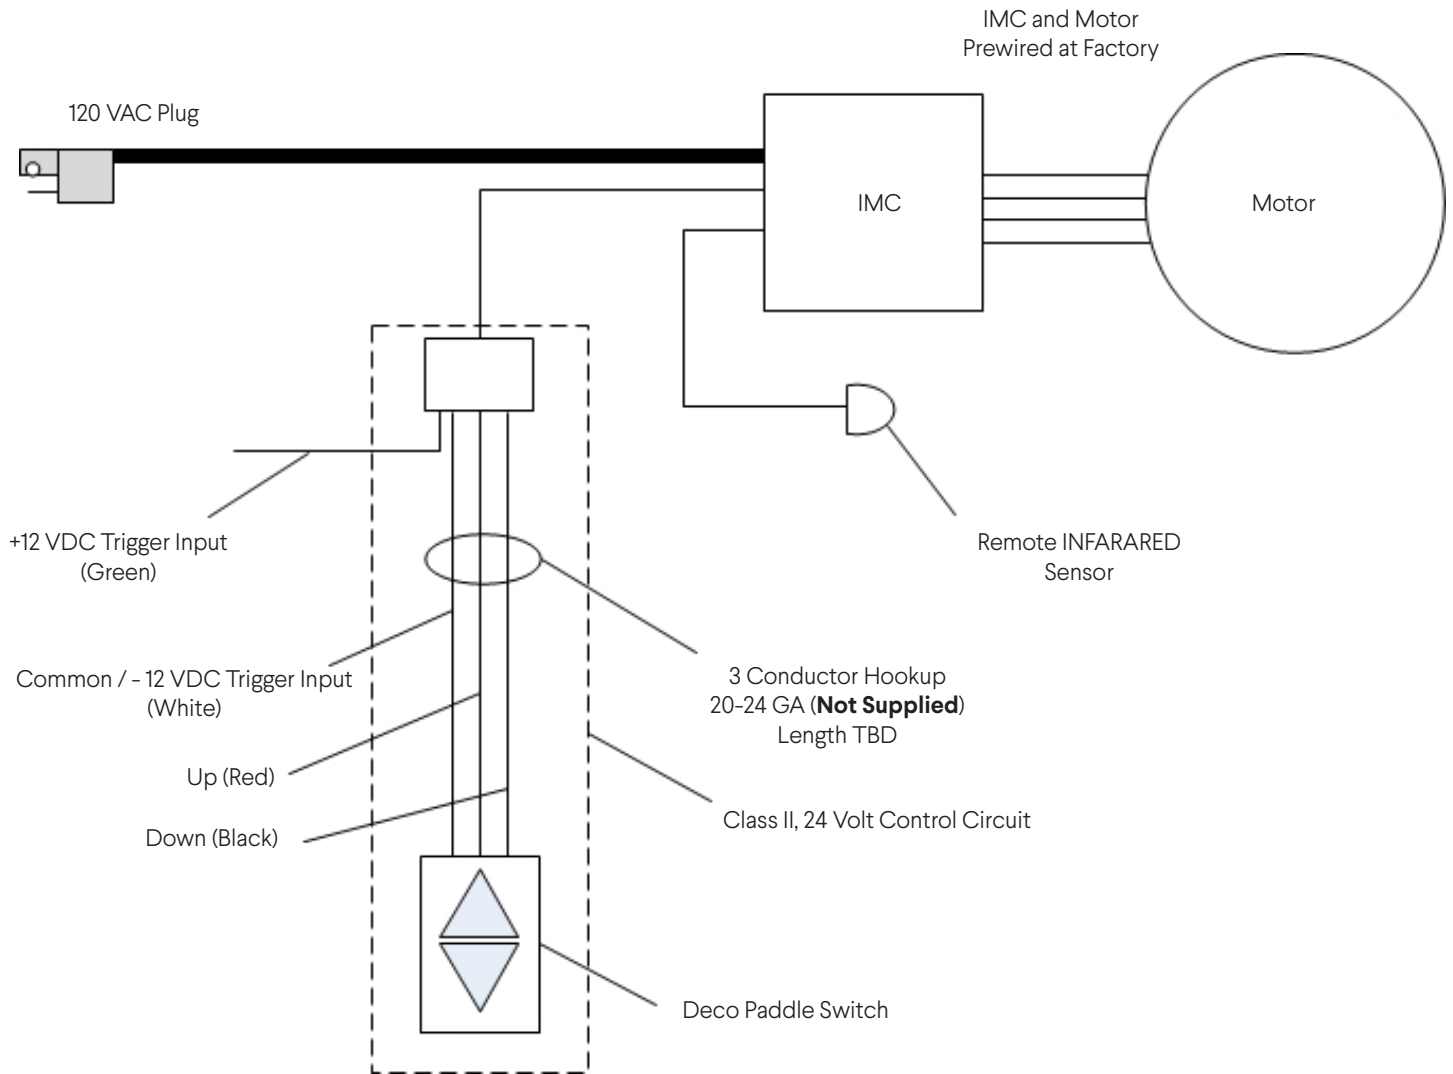 IMC and Motor
Prewired at Factory
120 VAC Plug
IMC
Motor
+12 VDC Trigger Input
(Green)
Remote INFARARED
Sensor
Common / - 12 VDC Trigger Input
(White)
3 Conductor Hookup
20-24 GA (Not Supplied)
Length TBD
Up (Red)
Down (Black)
Class II, 24 Volt Control Circuit
Deco Paddle Switch